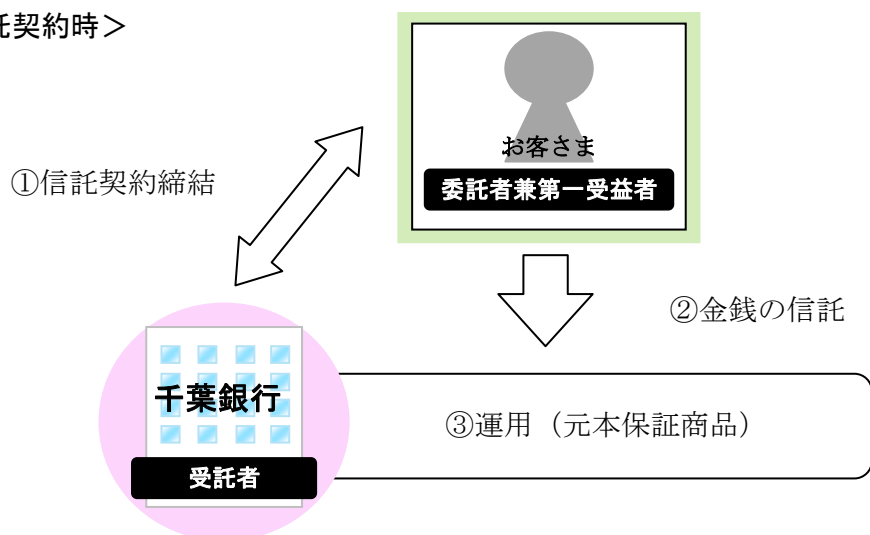 託契約時＞
お客さま
委託者兼第一受益者
①信託契約締結
②金銭の信託
千葉銀行
受託者
③運用（元本保証商品）